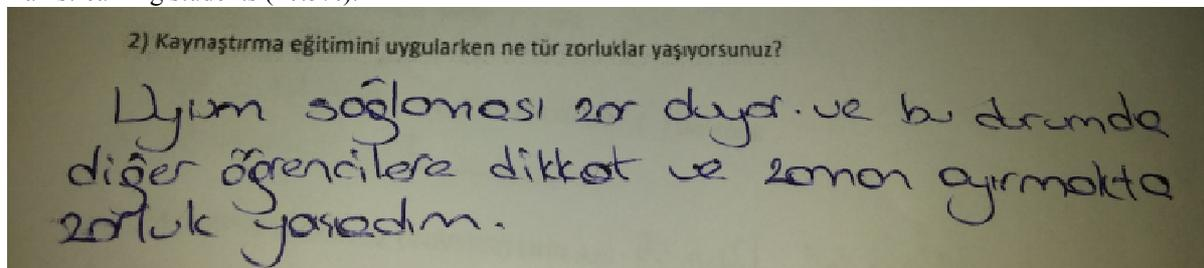 2) Kaynaştırma eğitimini uygularken ne tür zorluklar yaşıyorsunuz?
Uyum sağlaması zor ve bu durumda
diğer öğrencilere dikkat ve zaman ayırmakta
zorluk yaşadım.